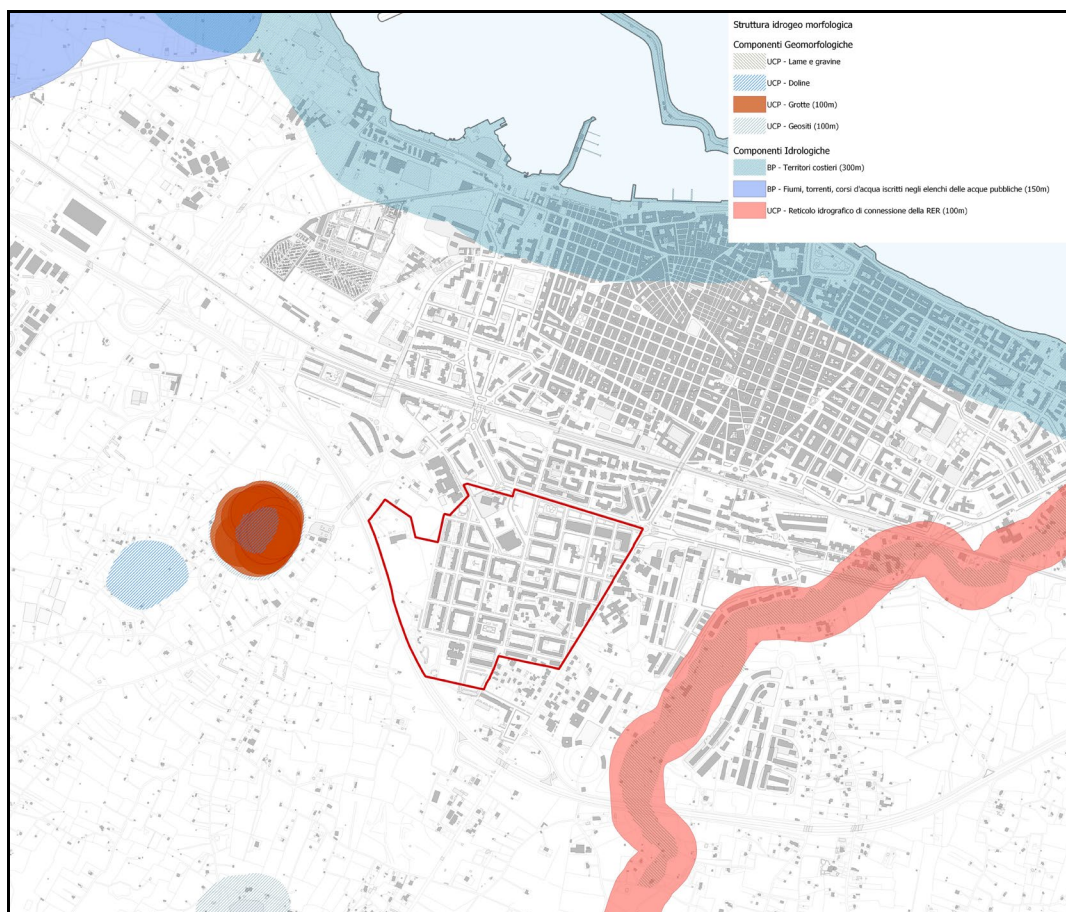 Struttura idrogeo morfologica
Componenti Geomorfologiche
UCP - Lame e gravine
UCP - Doline
UCP - Grotte (100m)
UCP - Geositi (100m)
Componenti Idrologiche
BP - Territori costieri (300m)
BP - Fiumi, torrenti, corsi d'acqua iscritti negli elenchi delle acque pubbliche (150m)
UCP - Reticolo idrografico di connessione della RER (100m)